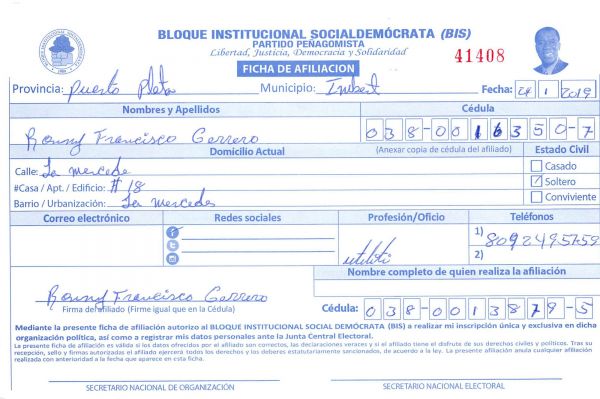 BLOQUE INSTITUCIONAL SOCIALDEMÓCRATA (BIS)
PARTIDO PEÑAGOMISTA
Libertad, Justicia, Democracia y Solidaridad
41408
FICHA DE AFILIACION
Provincia: Puerto Plata Municipio: Imbert Fecha: 24 1 2019
Nombres y Apellidos Cédula
Ronny Francisco Carrero 038-0016350-7
Domicilio Actual (Anexar copia de cédula del afiliado) Estado Civil
Calle: La mercede Casado
#Casa / Apt. / Edificio: # 18 Soltero
Barrio / Urbanización: La mercedes Conviviente
Correo electrónico Redes sociales Profesión/Oficio Teléfonos
1) 8092495759
2)
Nombre completo de quien realiza la afiliación
Ronny Francisco Carrero
Firma del afiliado (Firme igual que en la Cédula) Cédula: 038-0013879-5
Mediante la presente ficha de afiliación autorizo al BLOQUE INSTITUCIONAL SOCIAL DEMÓCRATA (BIS) a realizar mi inscripción única y exclusiva en dicha
organización política, así como a registrar mis datos personales ante la Junta Central Electoral.
La presente ficha de afiliación es válida si los datos ofrecidos por el afiliado son correctos, las declaraciones veraces y si el afiliado tiene el disfrute de sus derechos civiles y políticos. Tras su
recepción, sello y firmas autorizadas el afiliado ejercerá todos los derechos y los deberes estatutariamente sancionados, de acuerdo a la ley. La presente afiliación anula cualquier afiliación
realizada con anterioridad a la fecha que aparece en esta ficha.
SECRETARIO NACIONAL DE ORGANIZACIÓN SECRETARIO NACIONAL ELECTORAL